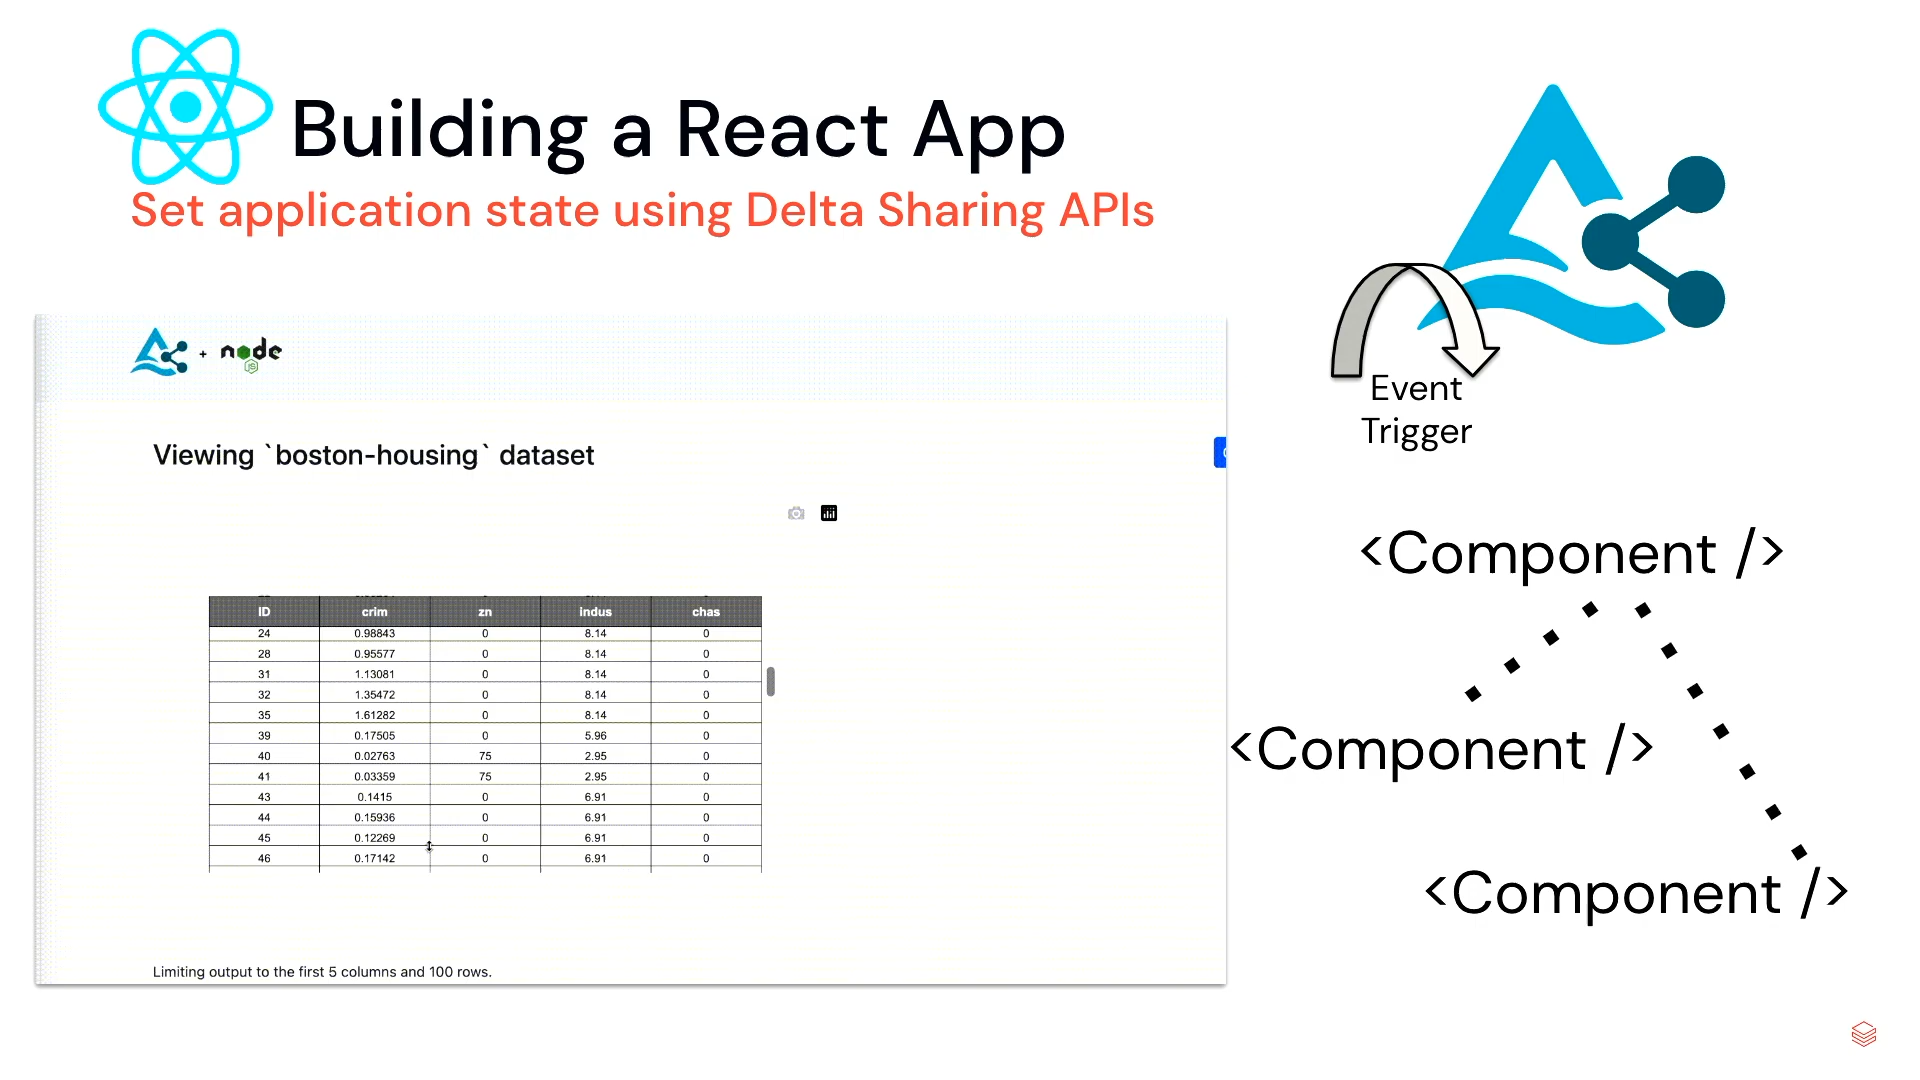 Building a React App
Set application state using Delta Sharing APIs
+ node
JS
Viewing `boston-housing` dataset
ID crim zn indus chas
24 0.98843 0 8.14 0
28 0.95577 0 8.14 0
31 1.13081 0 8.14 0
32 1.35472 0 8.14 0
35 1.61282 0 8.14 0
39 0.17505 0 5.96 0
40 0.02763 75 2.95 0
41 0.03359 75 2.95 0
43 0.1415 0 6.91 0
44 0.15936 0 6.91 0
45 0.12269 0 6.91 0
46 0.17142 0 6.91 0
Limiting output to the first 5 columns and 100 rows.
Event
Trigger
<Component />
<Component />
<Component />